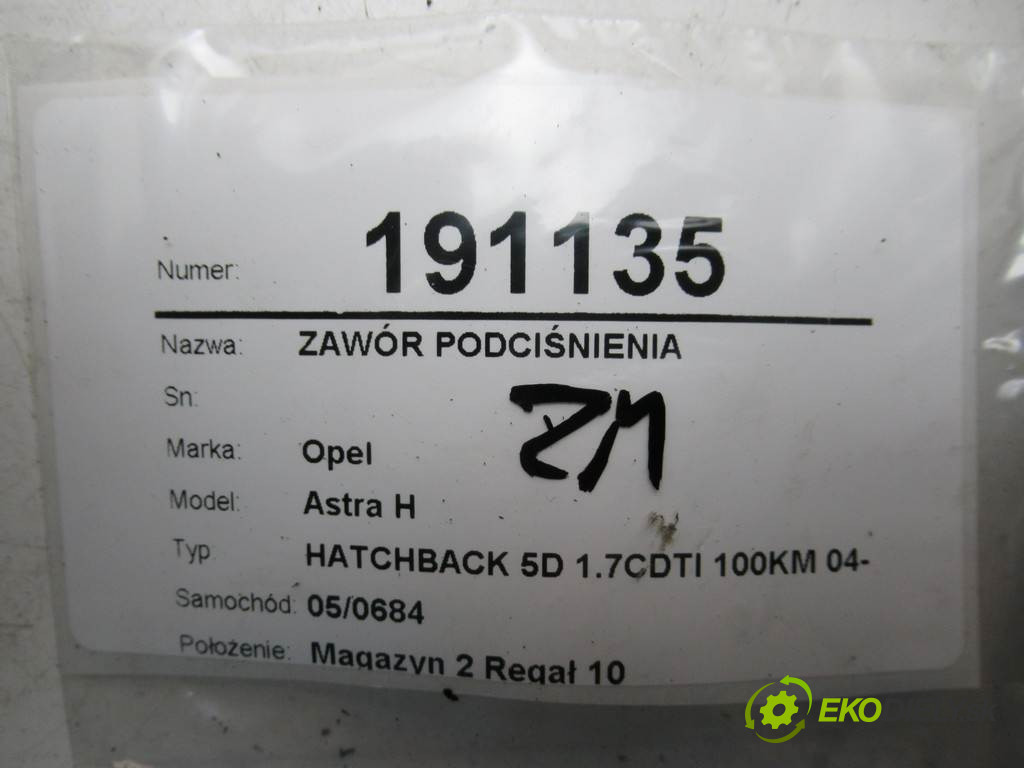 Numer: 191135
Nazwa: ZAWÓR PODCIŚNIENIA
Sn:
Marka: Opel
Model: Astra H
Typ HATCHBACK 5D 1.7CDTI 100KM 04-
Samochód: 05/0684
Położenie: Magazyn 2 Regał 10
EKO